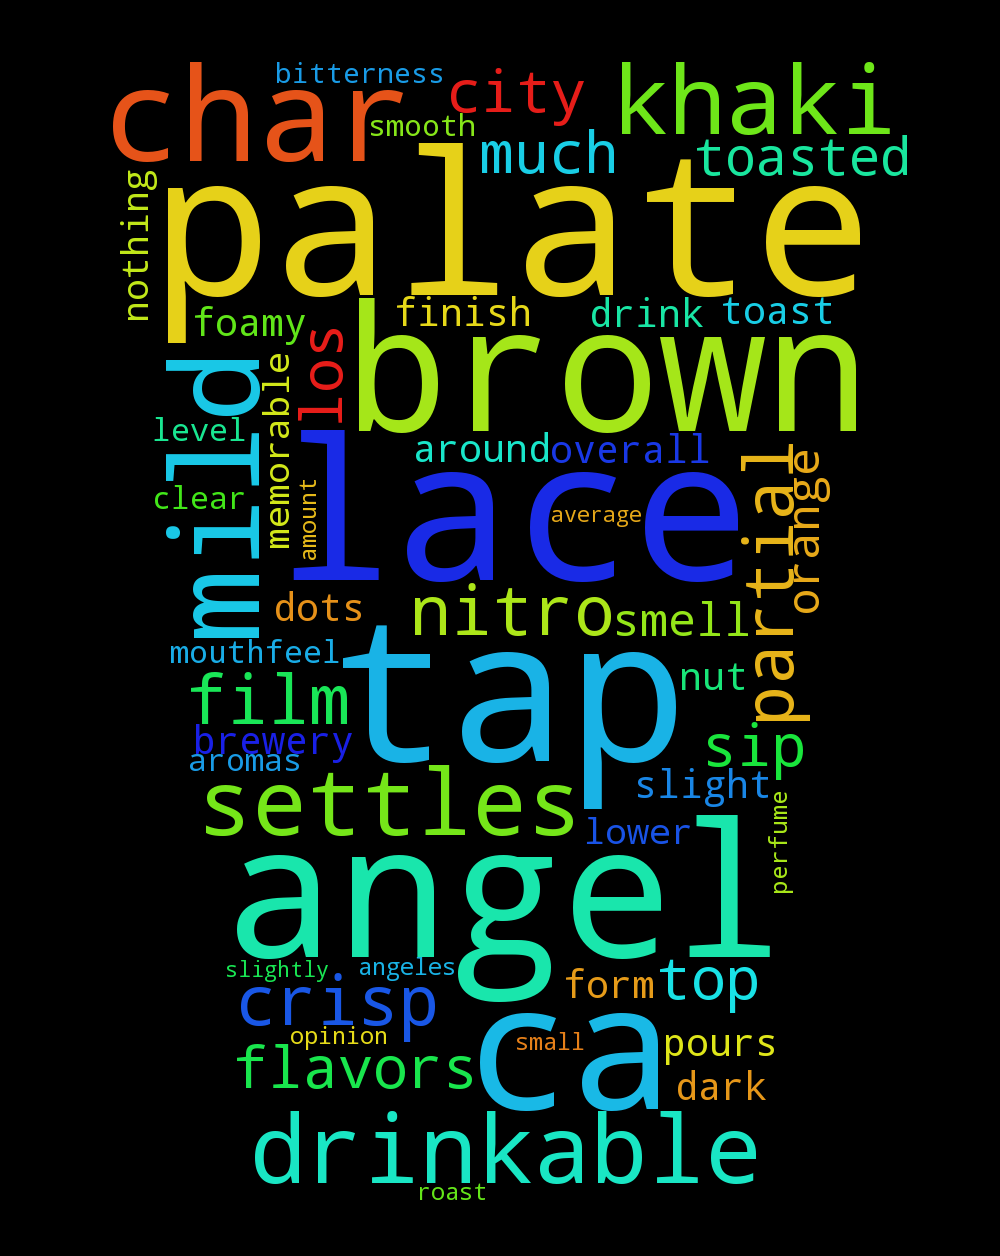 bitterness
char
city
khaki
smooth
much
toasted
palate
nothing
foamy
finish
drink
toast
los
brown
mild
memorable
level
around
overall
lace
partial
orange
clear
amount
average
dots
nitro
smell
mouthfeel
tap
nut
film
brewery
aromas
sip
settles
slight
lower
perfume
angel
slightly
angeles
crisp
form
top
opinion
ca
small
pours
flavors
dark
drinkable
roast